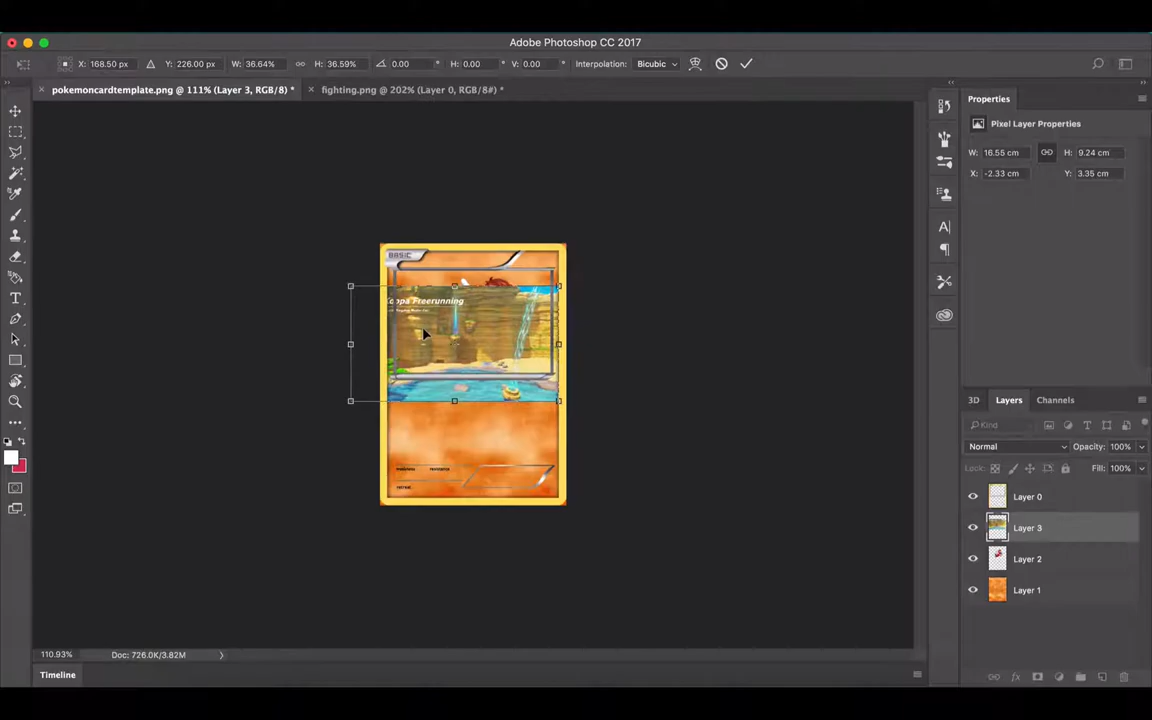 Adobe Photoshop CC 2017
X: 168.50 px Y: 226.00 px W: 36.64% H: 36.59% 0.00 ° H: 0.00 ° V: 0.00 ° Interpolation: Bicubic
pokemoncardtemplate.png @ 111% (Layer 3, RGB/8) * fighting.png @ 202% (Layer 0, RGB/8#) *
Properties
Pixel Layer Properties
W: 16.55 cm H: 9.24 cm
X: -2.33 cm Y: 3.35 cm
BASIC
Koopa Freerunning
weakness resistance
retreat
3D Layers Channels
Kind
Normal Opacity: 100%
Lock: Fill: 100%
Layer 0
Layer 3
Layer 2
Layer 1
110.93% Doc: 726.0K/3.82M
Timeline